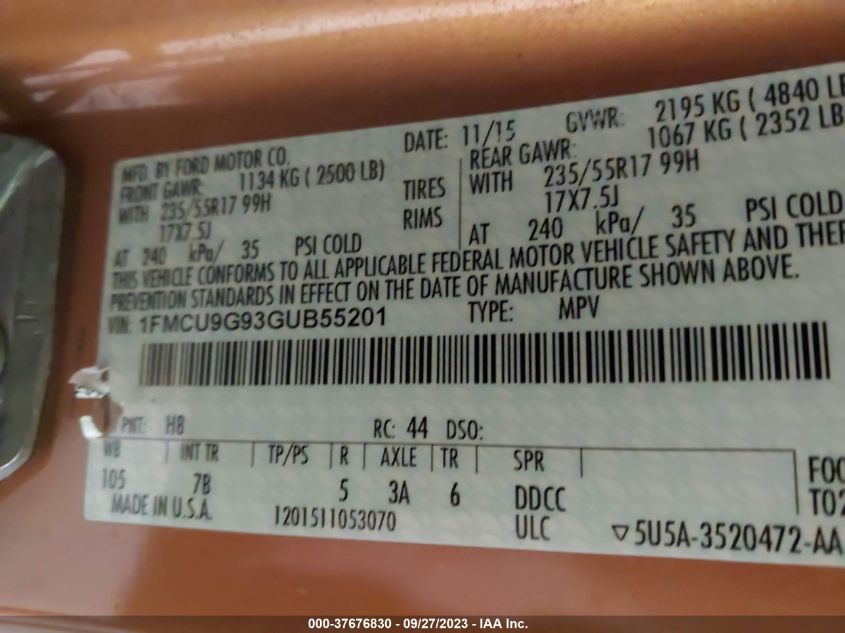 MFD. BY FORD MOTOR CO. DATE: 11/15 GVWR: 2195 KG ( 4840 LB
FRONT GAWR: 1134 KG ( 2500 LB) REAR GAWR: 1067 KG ( 2352 LB
WITH 235/55R17 99H TIRES WITH 235/55R17 99H
17X7.5J RIMS 17X7.5J
AT 240 kPa/ 35 PSI COLD AT 240 kPa/ 35 PSI COLD
THIS VEHICLE CONFORMS TO ALL APPLICABLE FEDERAL MOTOR VEHICLE SAFETY AND THEF
PREVENTION STANDARDS IN EFFECT ON THE DATE OF MANUFACTURE SHOWN ABOVE.
VIN: 1FMCU9G93GUB55201 TYPE: MPV
PNT: H8 RC: 44 DSO:
WB INT TR TP/PS R AXLE TR SPR
105 7B 5 3A 6 DDCC
FOC
MADE IN U.S.A. 1201511053070 ULC
TO2
▽5U5A-3520472-AA
000-37676830 - 09/27/2023 - IAA Inc.